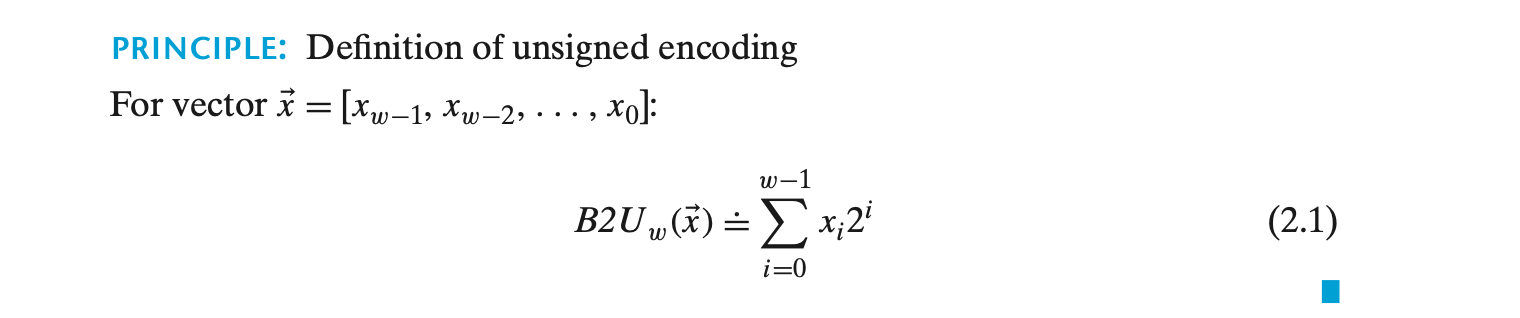 PRINCIPLE: Definition of unsigned encoding
For vector x⃗ = [x_{w−1}, x_{w−2}, . . . , x_0]:
B2U_w(x⃗) ≐ \sum_{i=0}^{w−1} x_i 2^i (2.1)